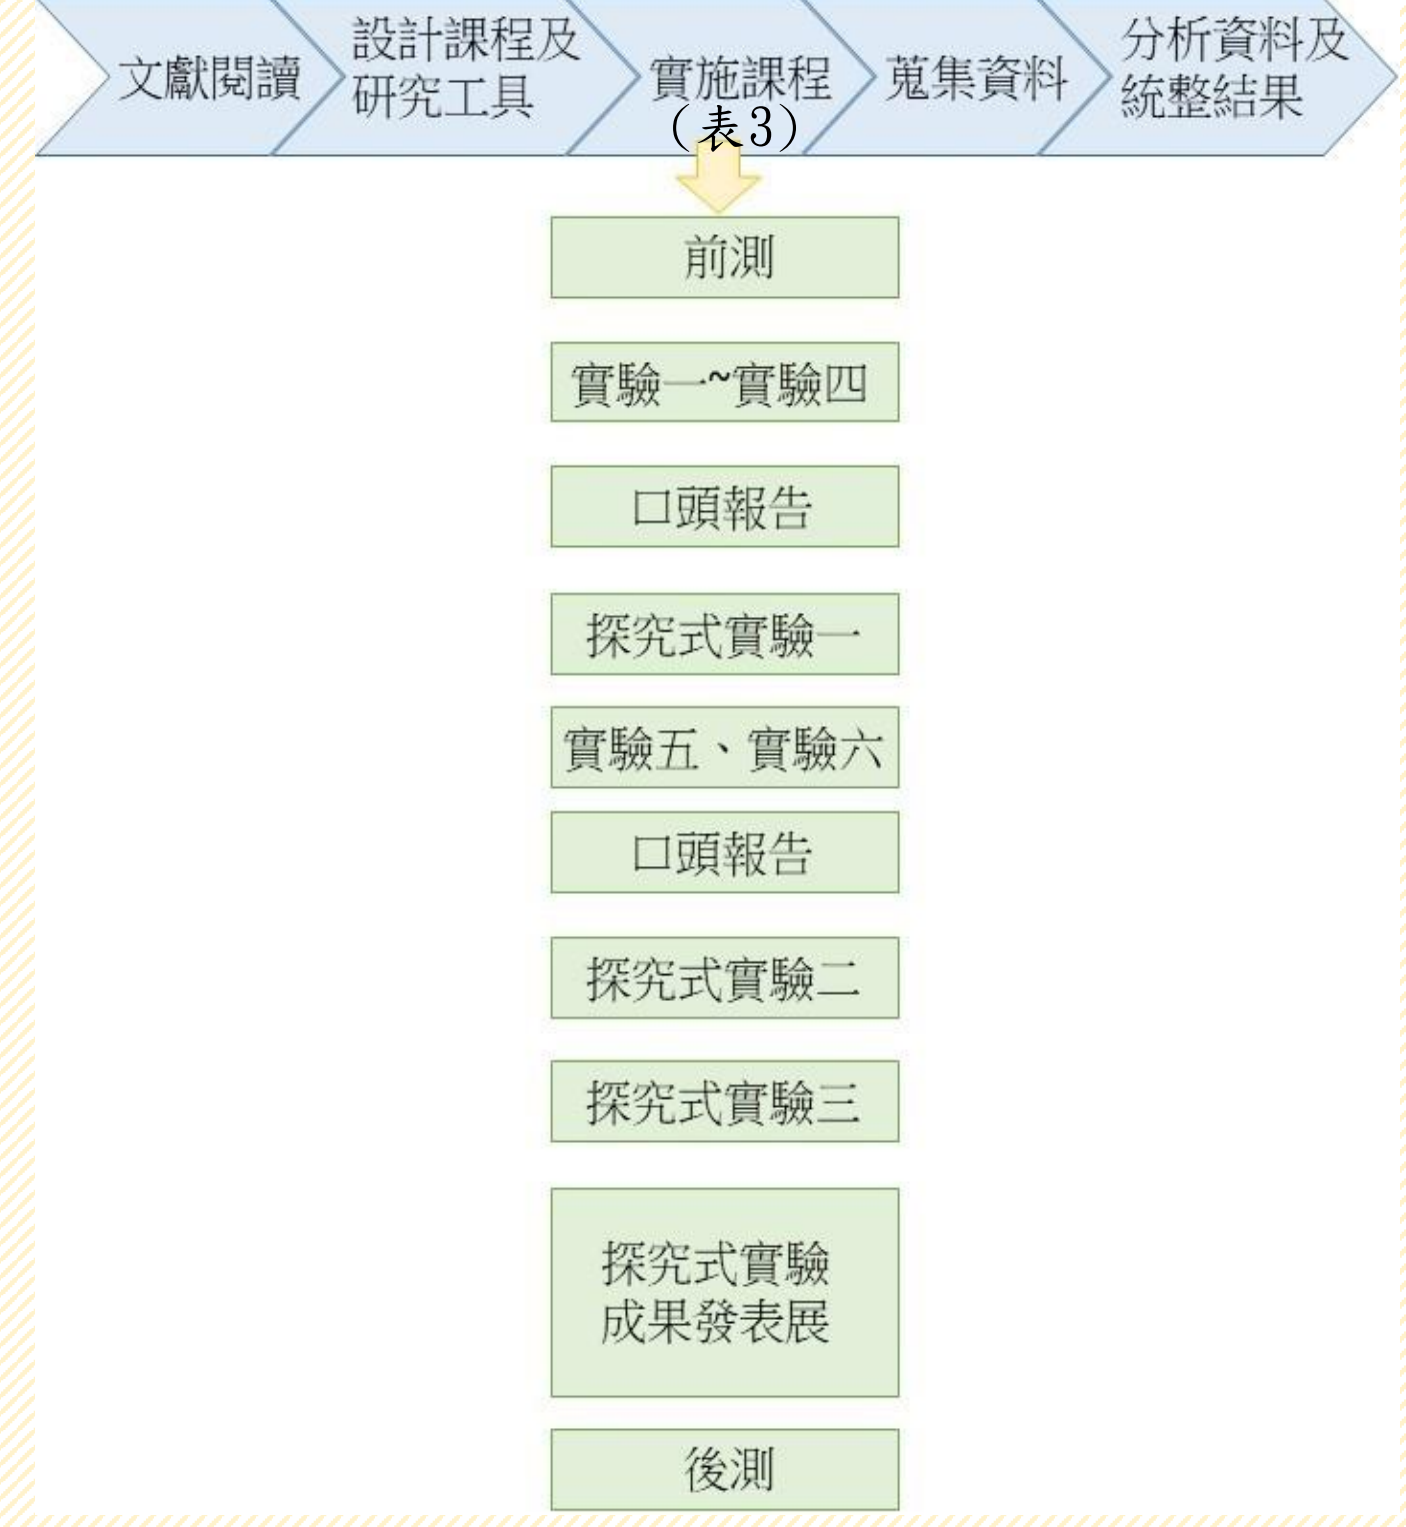 文獻閱讀
設計課程及
研究工具
實施課程
(表3)
蒐集資料
分析資料及
統整結果
前測
實驗一~實驗四
口頭報告
探究式實驗一
實驗五、實驗六
口頭報告
探究式實驗二
探究式實驗三
探究式實驗
成果發表展
後測